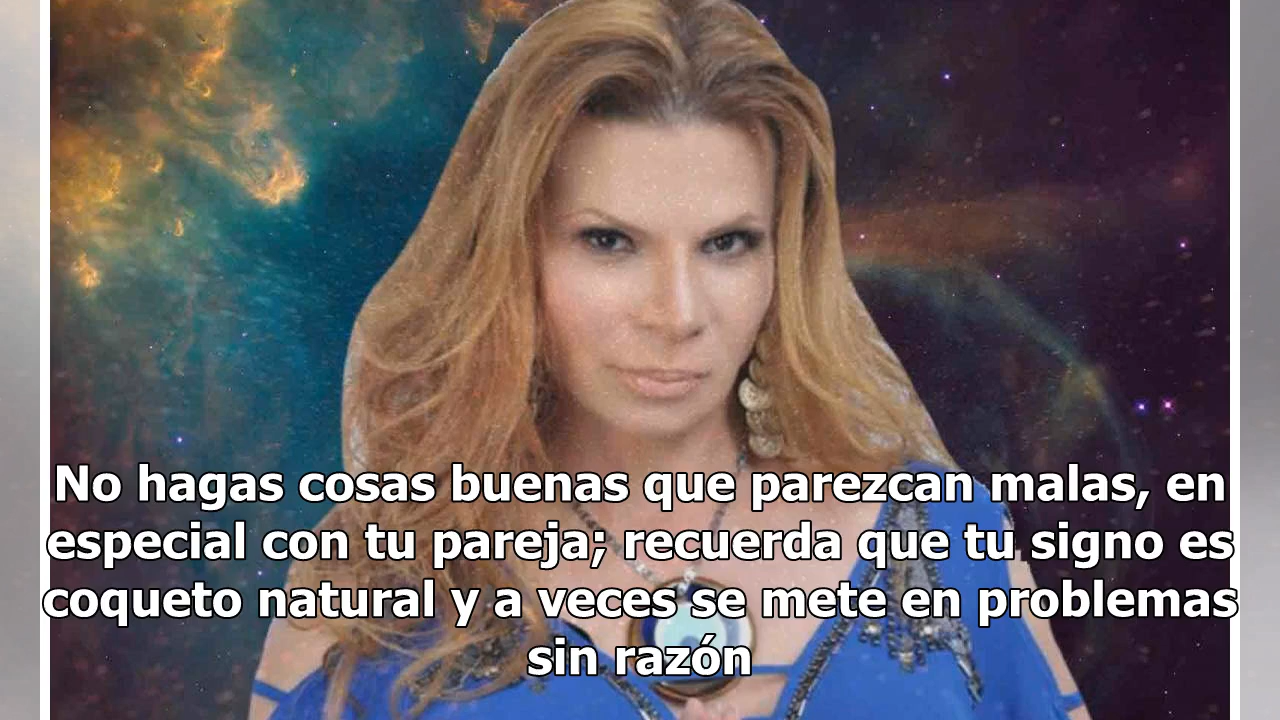 No hagas cosas buenas que parezcan malas, en
especial con tu pareja; recuerda que tu signo es
coqueto natural y a veces se mete en problemas
sin razón